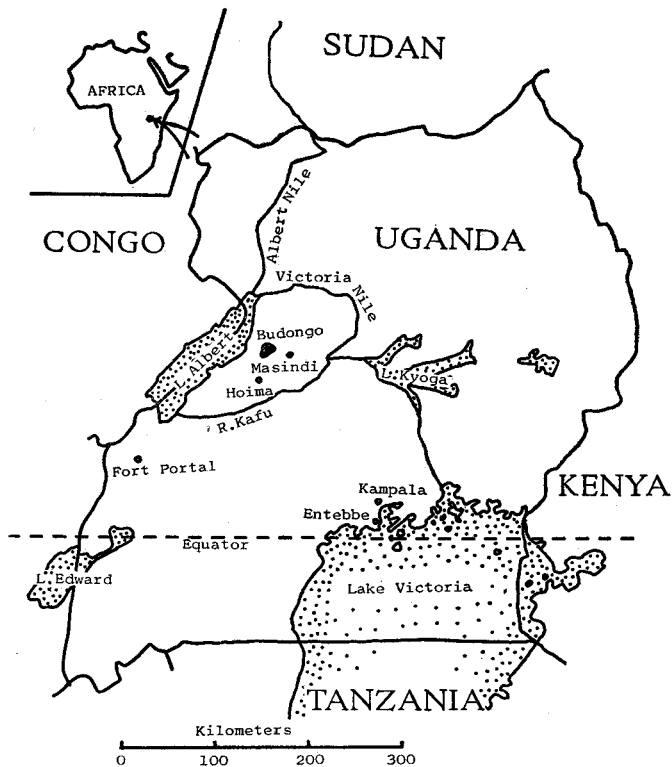 SUDAN
AFRICA
CONGO
Albert Nile
UGANDA
Victoria Nile
Budongo
L. Albert
Masindi
L. Kyoga
Hoima
R. Kafu
Fort Portal
KENYA
Kampala
Entebbe
Equator
L. Edward
Lake Victoria
TANZANIA
Kilometers
0 100 200 300